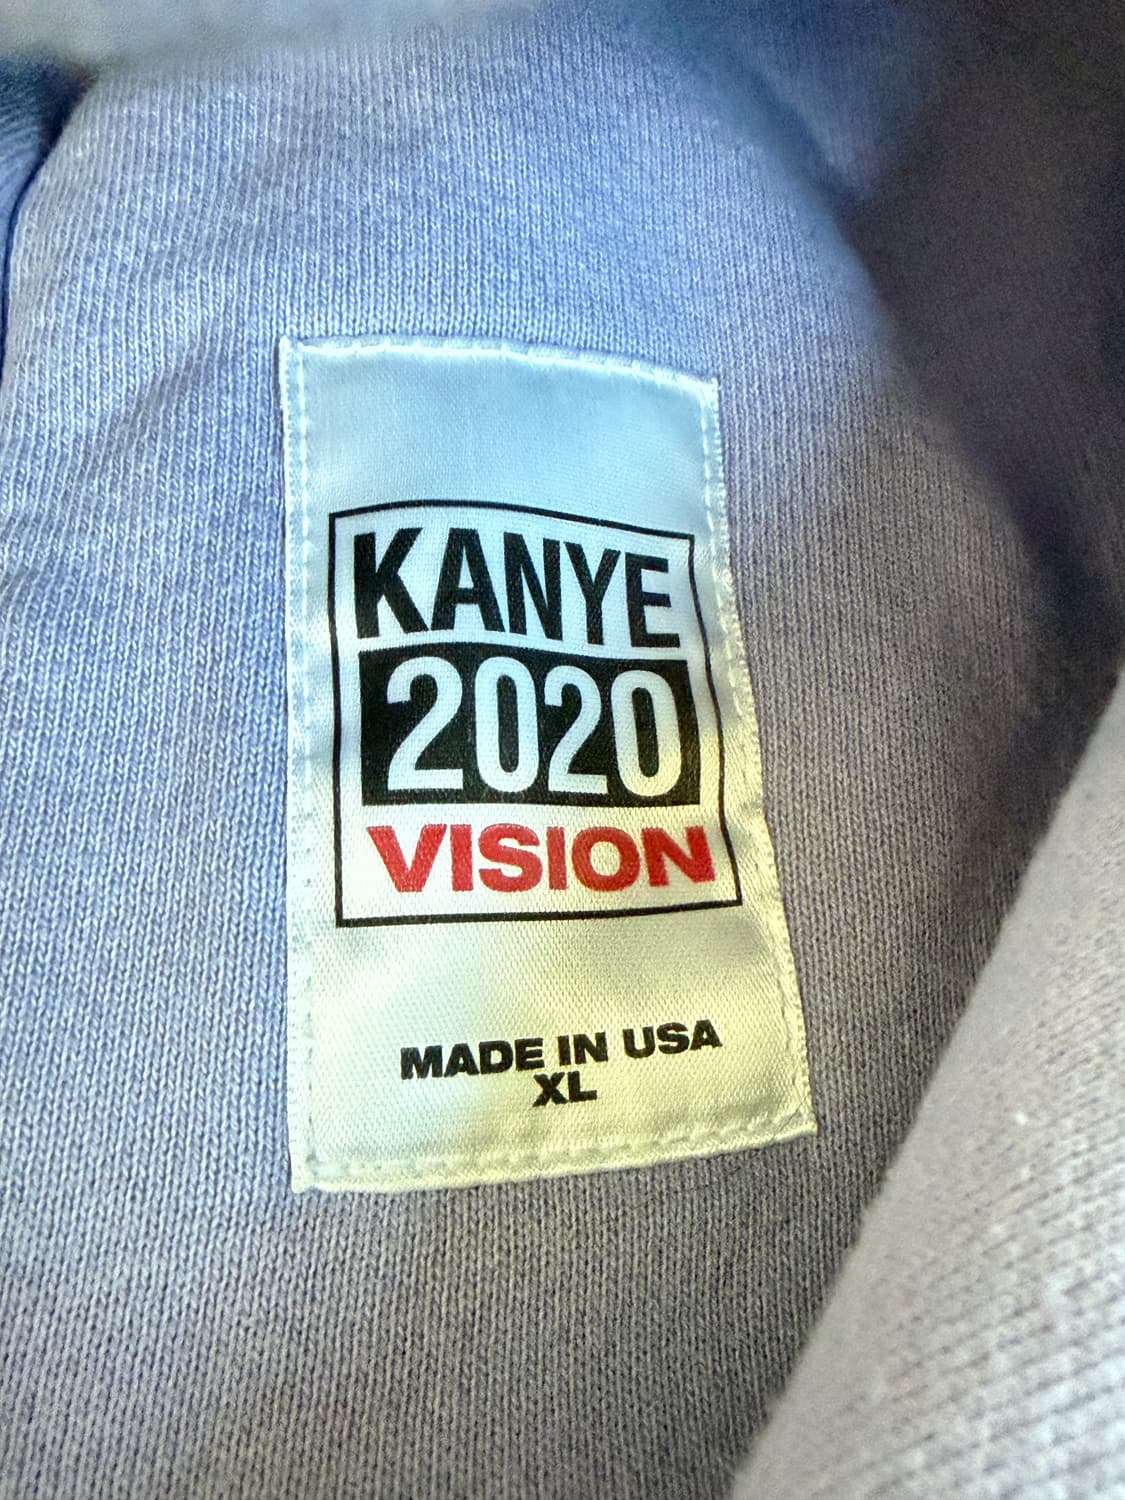 KANYE
2020
VISION
MADE IN USA
XL